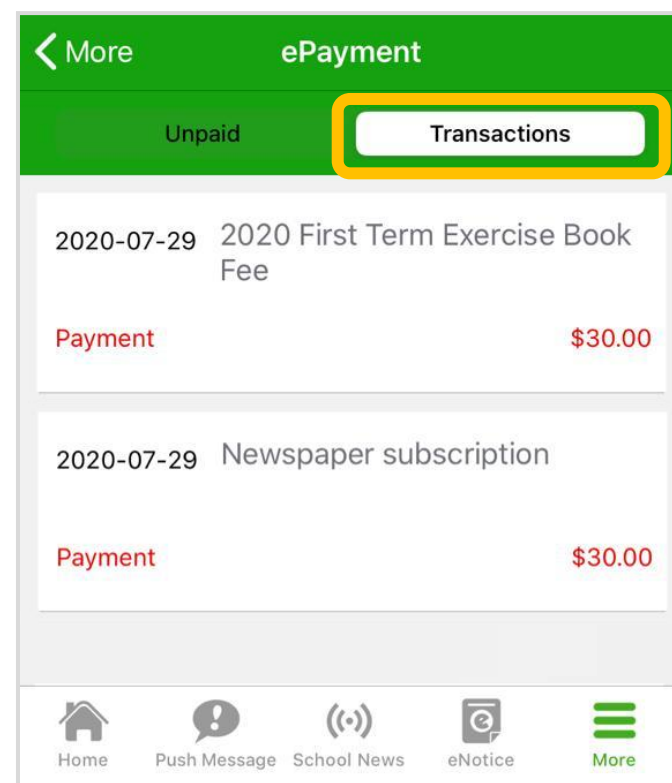 More ePayment
Unpaid Transactions
2020-07-29 2020 First Term Exercise Book
Fee
Payment $30.00
2020-07-29 Newspaper subscription
Payment $30.00
Home Push Message School News eNotice More